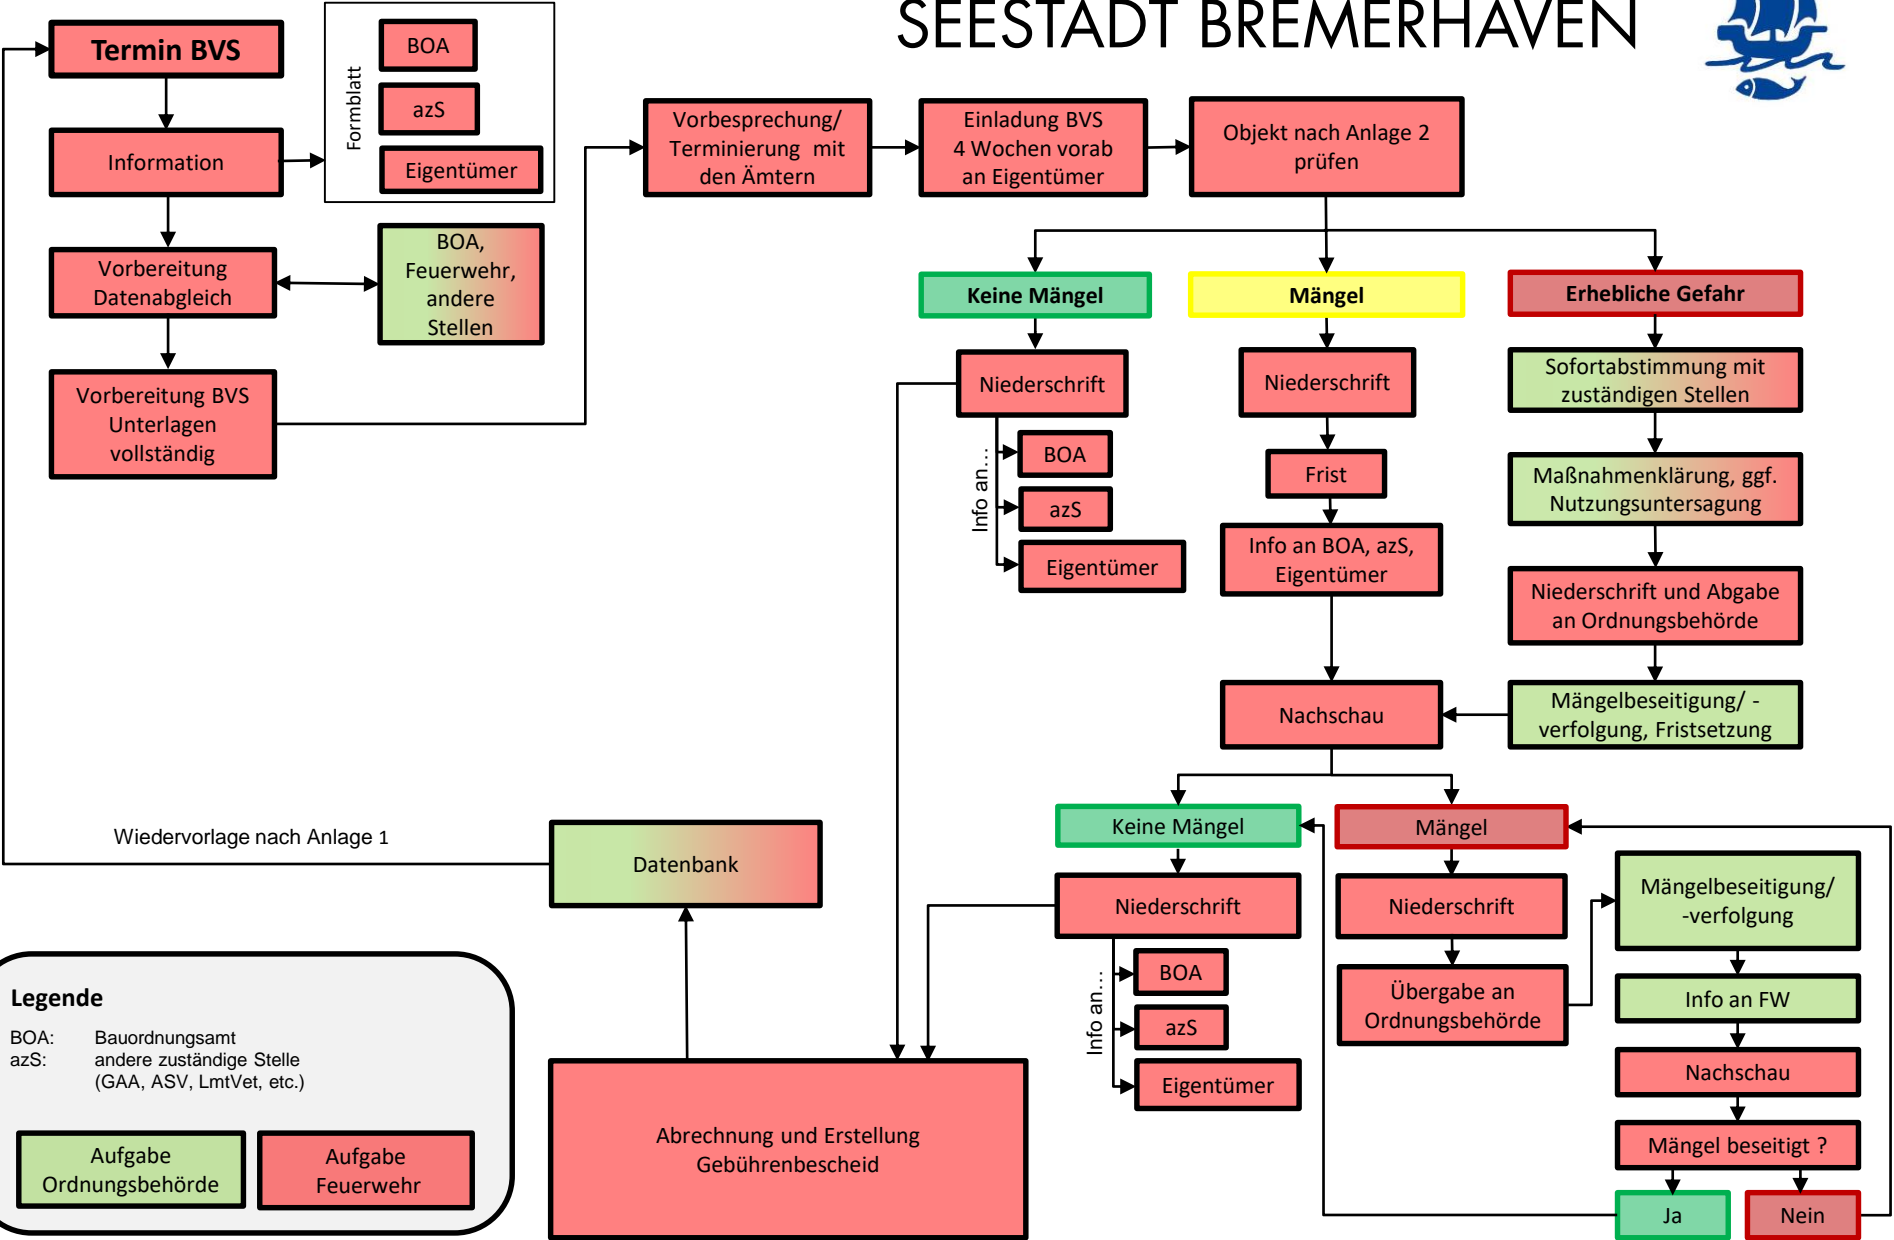 SEESTADT BREMERHAVEN
Termin BVS
Information
Formblatt
BOA
azS
Eigentümer
Vorbereitung
Datenabgleich
BOA,
Feuerwehr,
andere
Stellen
Vorbereitung BVS
Unterlagen
vollständig
Vorbesprechung/
Terminierung mit
den Ämtern
Einladung BVS
4 Wochen vorab
an Eigentümer
Objekt nach Anlage 2
prüfen
Keine Mängel
Niederschrift
Info an…
BOA
azS
Eigentümer
Mängel
Niederschrift
Frist
Info an BOA, azS,
Eigentümer
Erhebliche Gefahr
Sofortabstimmung mit
zuständigen Stellen
Maßnahmenklärung, ggf.
Nutzungsuntersagung
Niederschrift und Abgabe
an Ordnungsbehörde
Mängelbeseitigung/ -
verfolgung, Fristsetzung
Nachschau
Keine Mängel
Niederschrift
Info an…
BOA
azS
Eigentümer
Mängel
Niederschrift
Übergabe an
Ordnungsbehörde
Mängelbeseitigung/
-verfolgung
Info an FW
Nachschau
Mängel beseitigt ?
Ja
Nein
Abrechnung und Erstellung
Gebührenbescheid
Datenbank
Wiedervorlage nach Anlage 1
Legende
BOA: Bauordnungsamt
azS: andere zuständige Stelle
(GAA, ASV, LmtVet, etc.)
Aufgabe
Ordnungsbehörde
Aufgabe
Feuerwehr